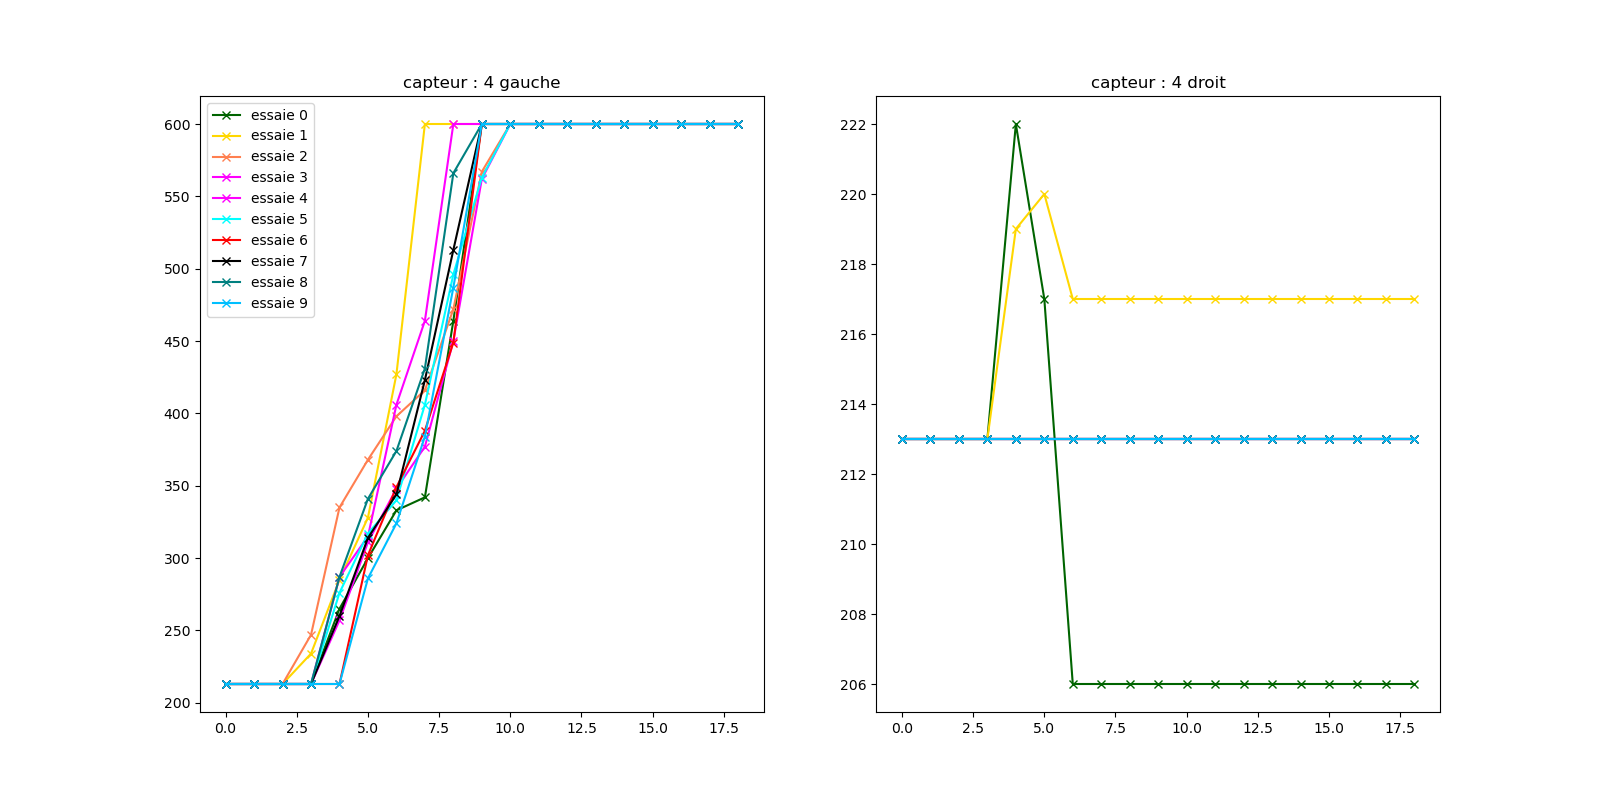 capteur : 4 gauche
600
550
500
450
400
350
300
250
200
0.0 2.5 5.0 7.5 10.0 12.5 15.0 17.5
essaie 0
essaie 1
essaie 2
essaie 3
essaie 4
essaie 5
essaie 6
essaie 7
essaie 8
essaie 9
capteur : 4 droit
222
220
218
216
214
212
210
208
206
0.0 2.5 5.0 7.5 10.0 12.5 15.0 17.5